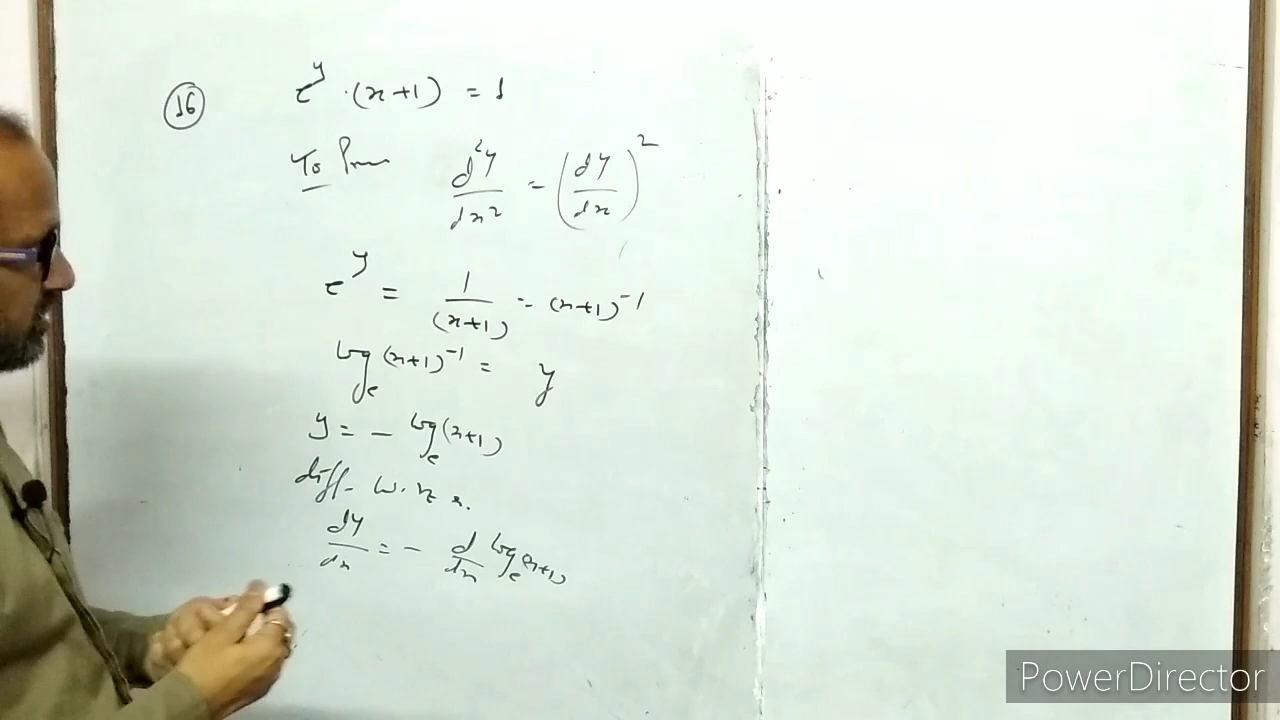 16 e^y . (x+1) = 1
To Prove d²y/dx² = (dy/dx)²
e^y = 1/(x+1) = (x+1)^-1
log_e (x+1)^-1 = y
y = - log_e (x+1)
diff. w.r.t x.
dy/dx = - d/dx log_e (x+1)
PowerDirector